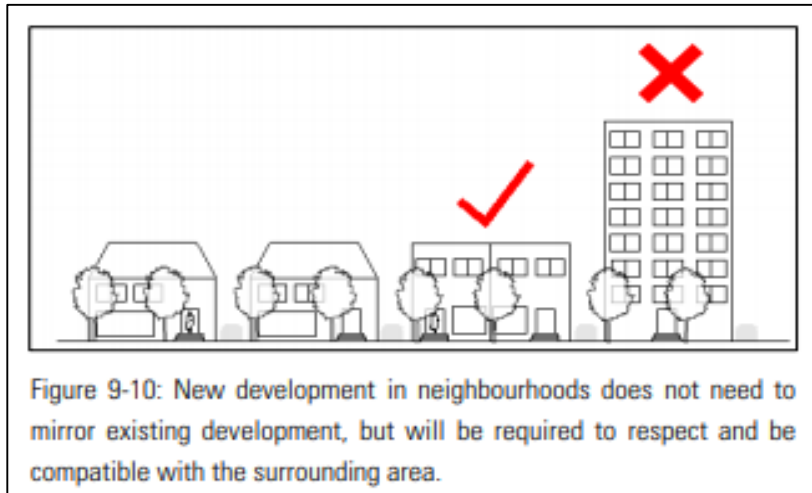 Figure 9-10: New development in neighbourhoods does not need to
mirror existing development, but will be required to respect and be
compatible with the surrounding area.